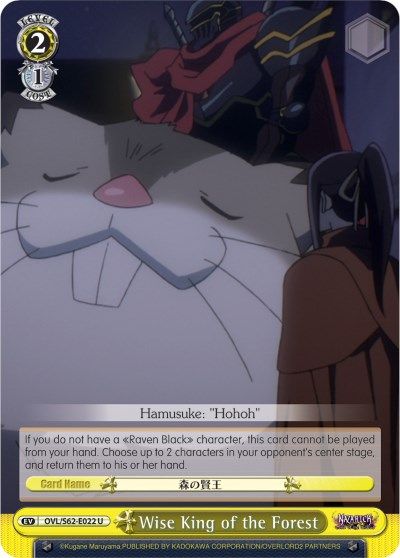 LEVEL
2
1
COST
Hamusuke: "Hohoh"
If you do not have a «Raven Black» character, this card cannot be played
from your hand. Choose up to 2 characters in your opponent's center stage,
and return them to his or her hand.
Card Name 森の賢王
EV OVL/S62-E022 U Wise King of the Forest NAZARICK
©Kugane Maruyama,PUBLISHED BY KADOKAWA CORPORATION/OVERLORD2 PARTNERS